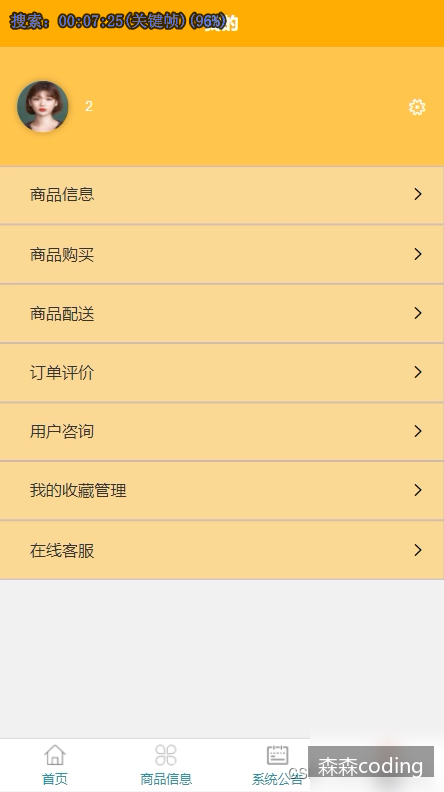 搜索: 00:07:25(关键帧)(96%)
2
商品信息
商品购买
商品配送
订单评价
用户咨询
我的收藏管理
在线客服
首页
商品信息
系统公告
森森coding